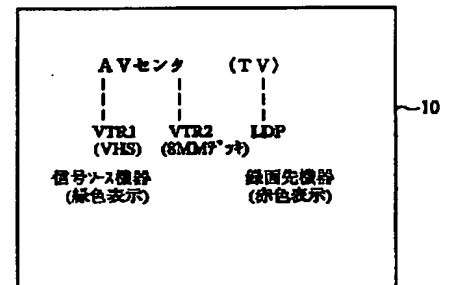 AVセンタ (TV)
VTR1 VTR2 LDP
(VHS) (8MMデッキ)
信号ソース機器 録画先機器
(緑色表示) (赤色表示)
10